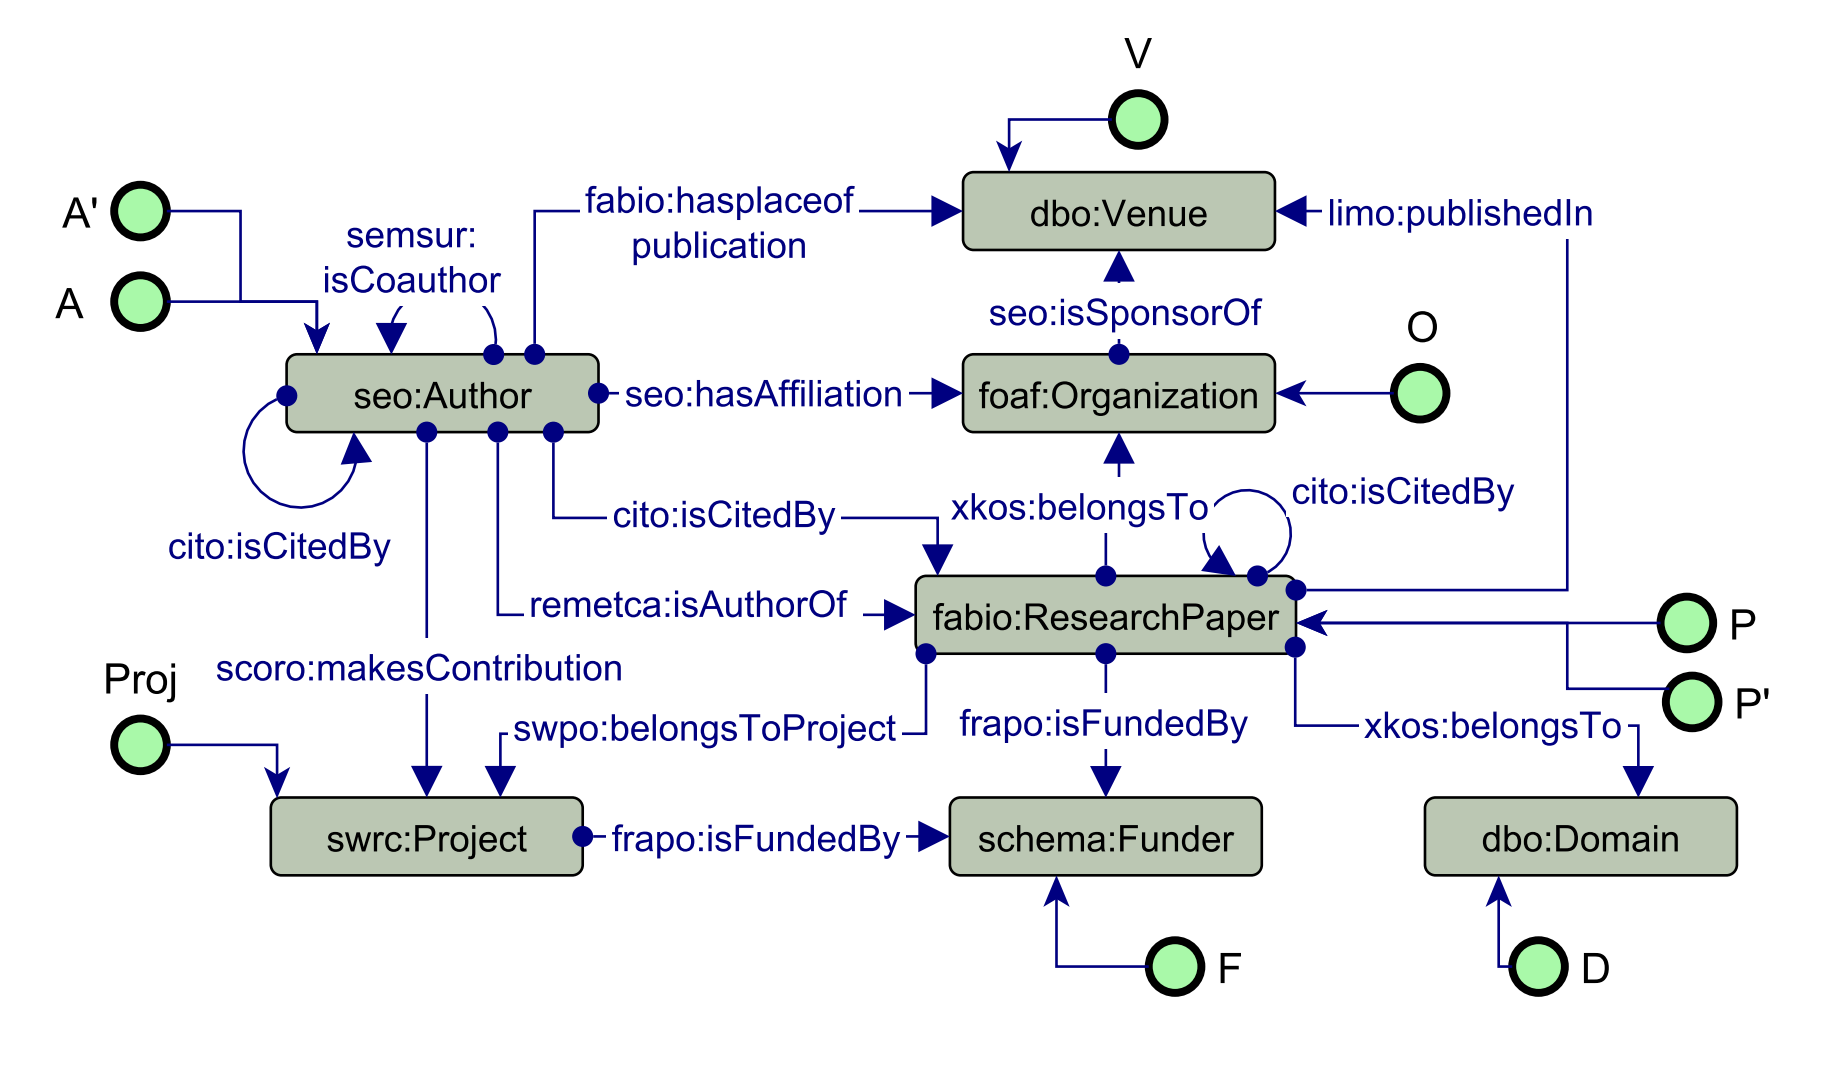 V
A'
fabio:hasplaceof
publication
dbo:Venue
limo:publishedIn
semsur:
isCoauthor
A
seo:isSponsorOf
O
seo:Author
seo:hasAffiliation
foaf:Organization
cito:isCitedBy
cito:isCitedBy
xkos:belongsTo
cito:isCitedBy
remetca:isAuthorOf
fabio:ResearchPaper
P
Proj
scoro:makesContribution
P'
swpo:belongsToProject
frapo:isFundedBy
xkos:belongsTo
swrc:Project
frapo:isFundedBy
schema:Funder
dbo:Domain
F
D